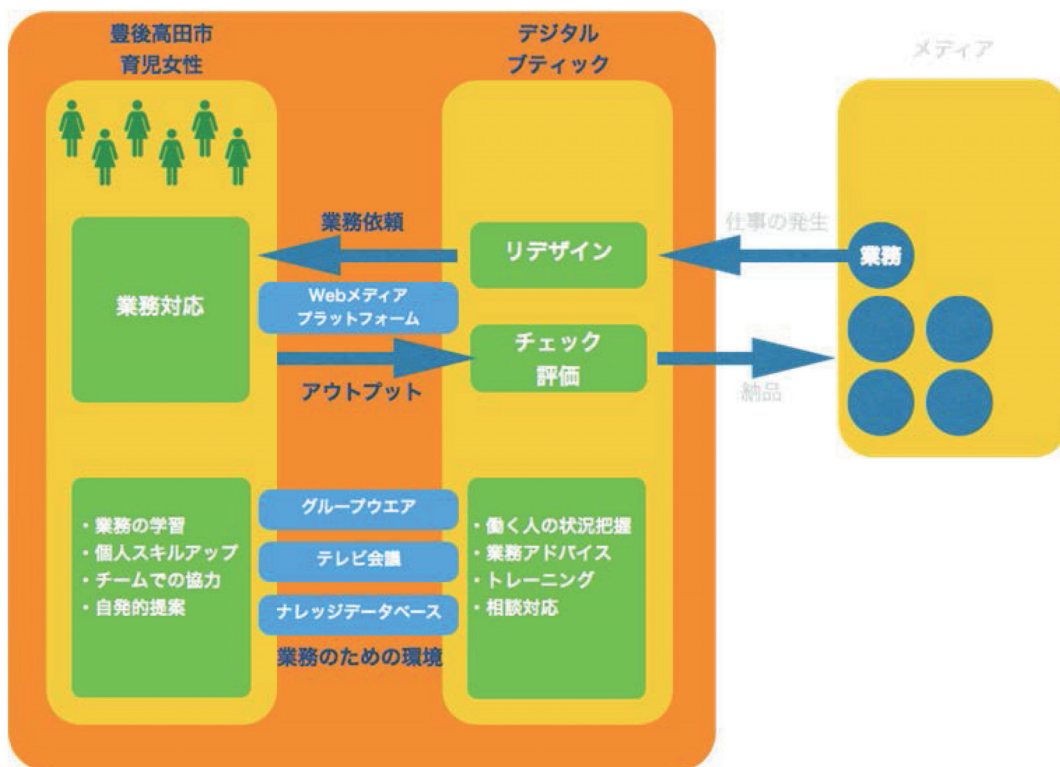 豊後高田市
育児女性
デジタル
ブティック
メディア
業務依頼
リデザイン
仕事の発生
業務
業務対応
Webメディア
プラットフォーム
チェック
評価
アウトプット
納品
・業務の学習
・個人スキルアップ
・チームでの協力
・自発的提案
グループウエア
テレビ会議
ナレッジデータベース
業務のための環境
・働く人の状況把握
・業務アドバイス
・トレーニング
・相談対応